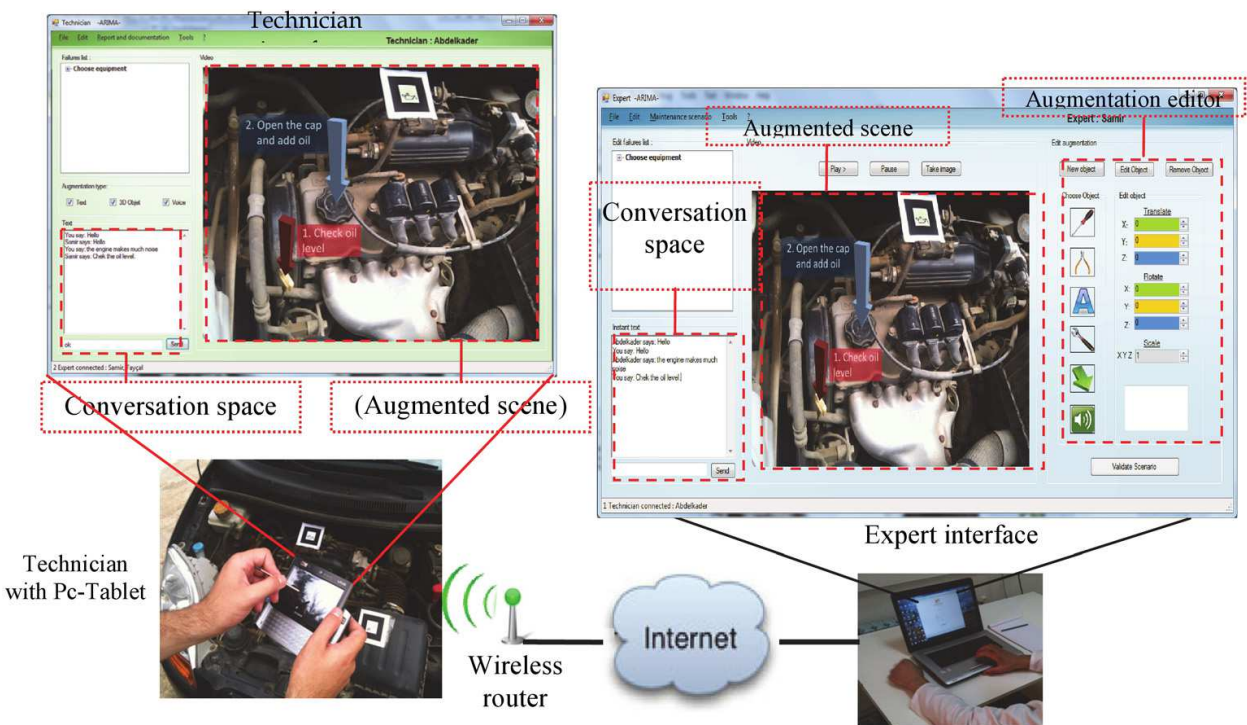 Technician
Technician -ARIMA-
File Edit Report and documentation Tools ?
Technician : Abdelkader
Failures list :
Choose equipment
Video
2. Open the cap
and add oil
1. Check oil
level
Augmentation type:
Text 3D Objet Voice
Text
You say: Hello
Samir says: Hello
You say: the engine makes much noise
Samir says: Chek the oil level.
ok
Send
2 Expert connected : Samir, Fayçal
Conversation space
(Augmented scene)
Expert -ARIMA-
File Edit Maintenance scenario Tools ?
Augmentation editor
Expert : Samir
Augmented scene
Edit failures list :
Choose equipment
Video
Play >
Pause
Take image
Conversation
space
2. Open the cap
and add oil
1. Check oil
level
Instant text
Abdelkader says: Hello
You say: Hello
Abdelkader says: the engine makes much
noise
You say: Chek the oil level.
Send
Edit augmentation
New object
Edit Object
Remove Object
Choose Object
Edit object
Translate
X: 0
Y: 0
Z: 0
Rotate
X: 0
Y: 0
Z: 0
Scale
X Y Z 1
Validate Scenario
1 Technician connected : Abdelkader
Expert interface
Technician
with Pc-Tablet
Wireless
router
Internet